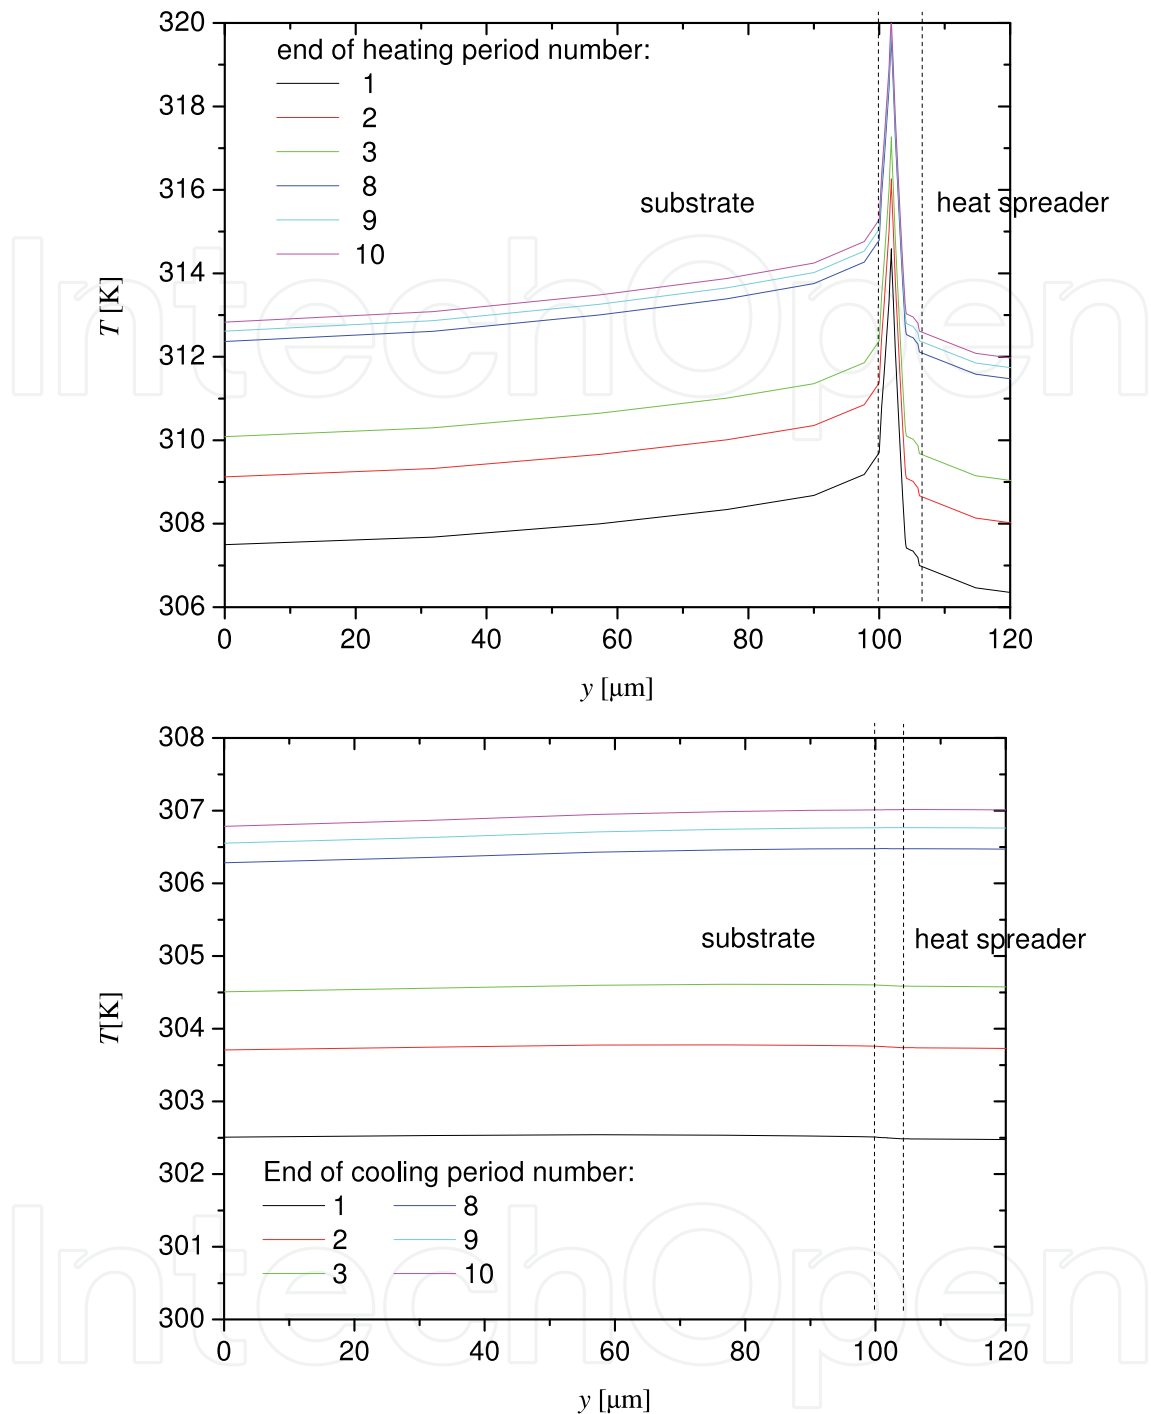 320
318
316
314
312
310
308
306
T [K]
end of heating period number:
1
2
3
8
9
10
substrate
heat spreader
0 20 40 60 80 100 120
y [μm]
308
307
306
305
304
303
302
301
300
T[K]
substrate
heat spreader
End of cooling period number:
1 8
2 9
3 10
0 20 40 60 80 100 120
y [μm]
IntechOpen
IntechOpen